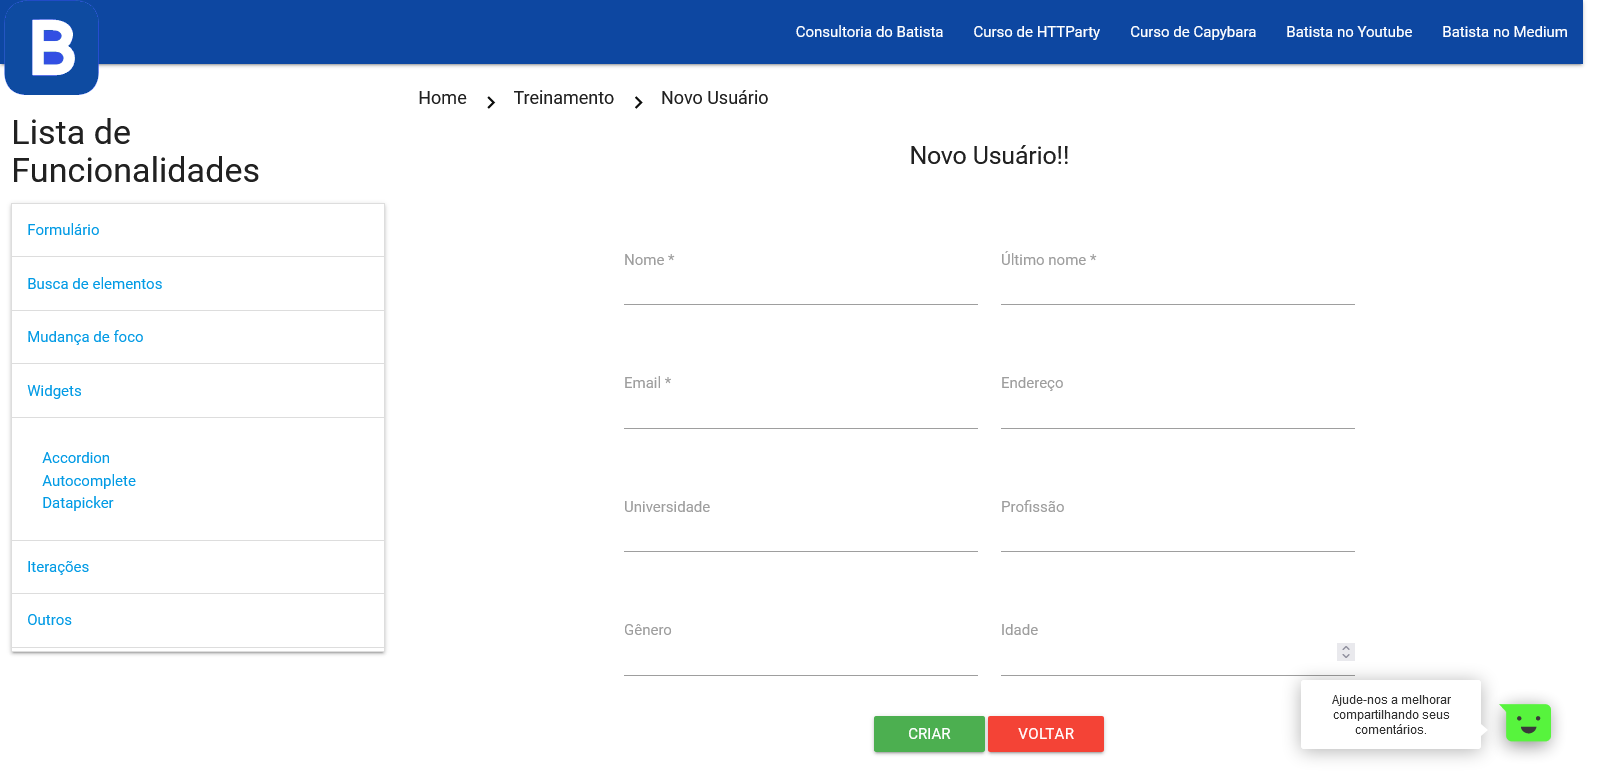 B
Consultoria do Batista
Curso de HTTParty
Curso de Capybara
Batista no Youtube
Batista no Medium
Home
Treinamento
Novo Usuário
Lista de
Funcionalidades
Formulário
Busca de elementos
Mudança de foco
Widgets
Accordion
Autocomplete
Datapicker
Iterações
Outros
Novo Usuário!!
Nome *
Último nome *
Email *
Endereço
Universidade
Profissão
Gênero
Idade
CRIAR
VOLTAR
Ajude-nos a melhorar
compartilhando seus
comentários.